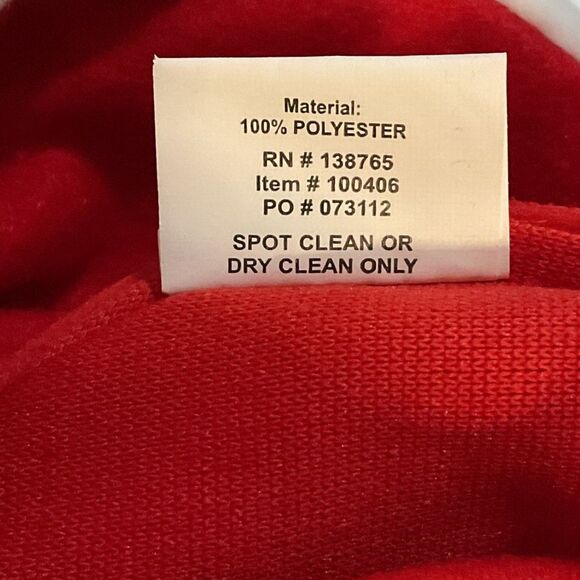 Material:
100% POLYESTER
RN # 138765
Item # 100406
PO # 073112
SPOT CLEAN OR
DRY CLEAN ONLY